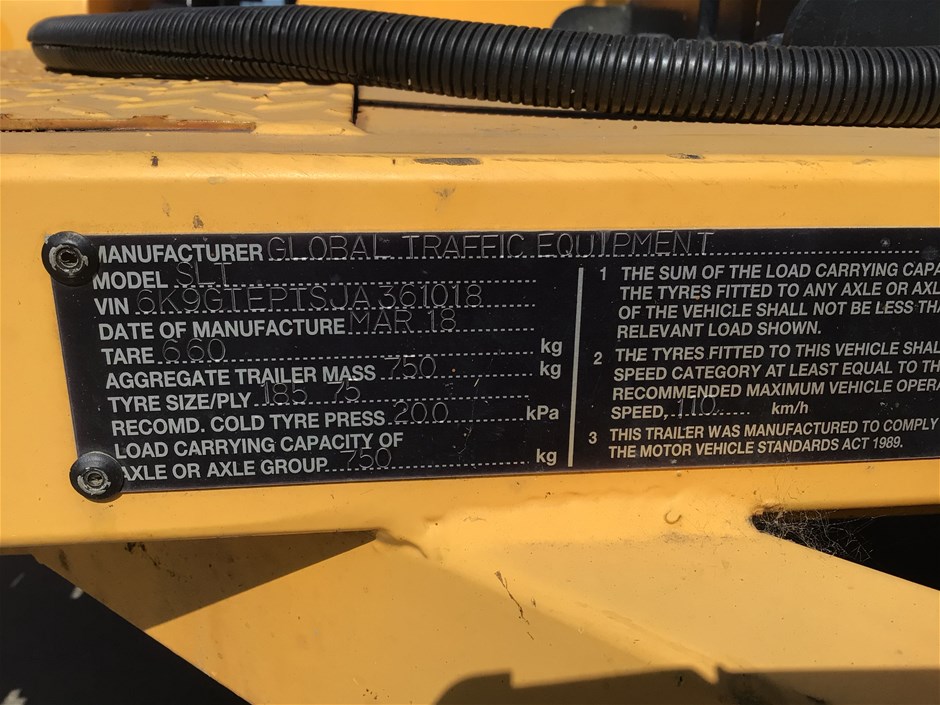 MANUFACTURER GLOBAL TRAFFIC EQUIPMENT
MODEL SLT
VIN 6K9GTEPTSJA361018
DATE OF MANUFACTURE MAR.18
TARE 660 kg
AGGREGATE TRAILER MASS 750 kg
TYRE SIZE/PLY 185 75
RECOMD. COLD TYRE PRESS 200 kPa
LOAD CARRYING CAPACITY OF
AXLE OR AXLE GROUP 750 kg
1 THE SUM OF THE LOAD CARRYING CAPA
THE TYRES FITTED TO ANY AXLE OR AXL
OF THE VEHICLE SHALL NOT BE LESS THA
RELEVANT LOAD SHOWN.
2 THE TYRES FITTED TO THIS VEHICLE SHAL
SPEED CATEGORY AT LEAST EQUAL TO THE
RECOMMENDED MAXIMUM VEHICLE OPERA
SPEED, 110 km/h
3 THIS TRAILER WAS MANUFACTURED TO COMPLY
THE MOTOR VEHICLE STANDARDS ACT 1989.